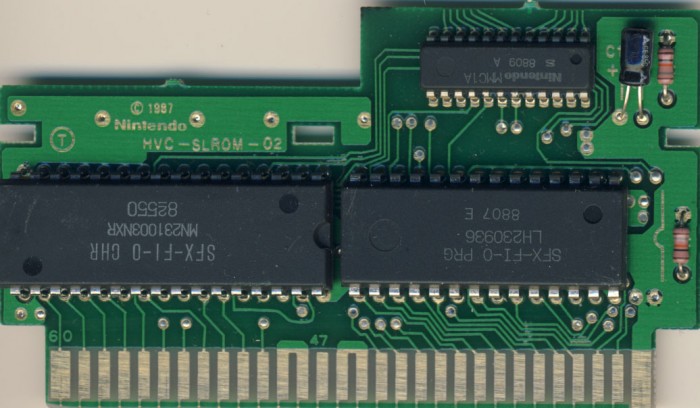 Nintendo MMC1A
S 8809 A
C1
+
© 1987
Nintendo
HVC-SLROM-02
T
SFX-FI-0 CHR
MN231003NXR
82550
SFX-FI-0 PRG
LH230936
8807 E
60
47